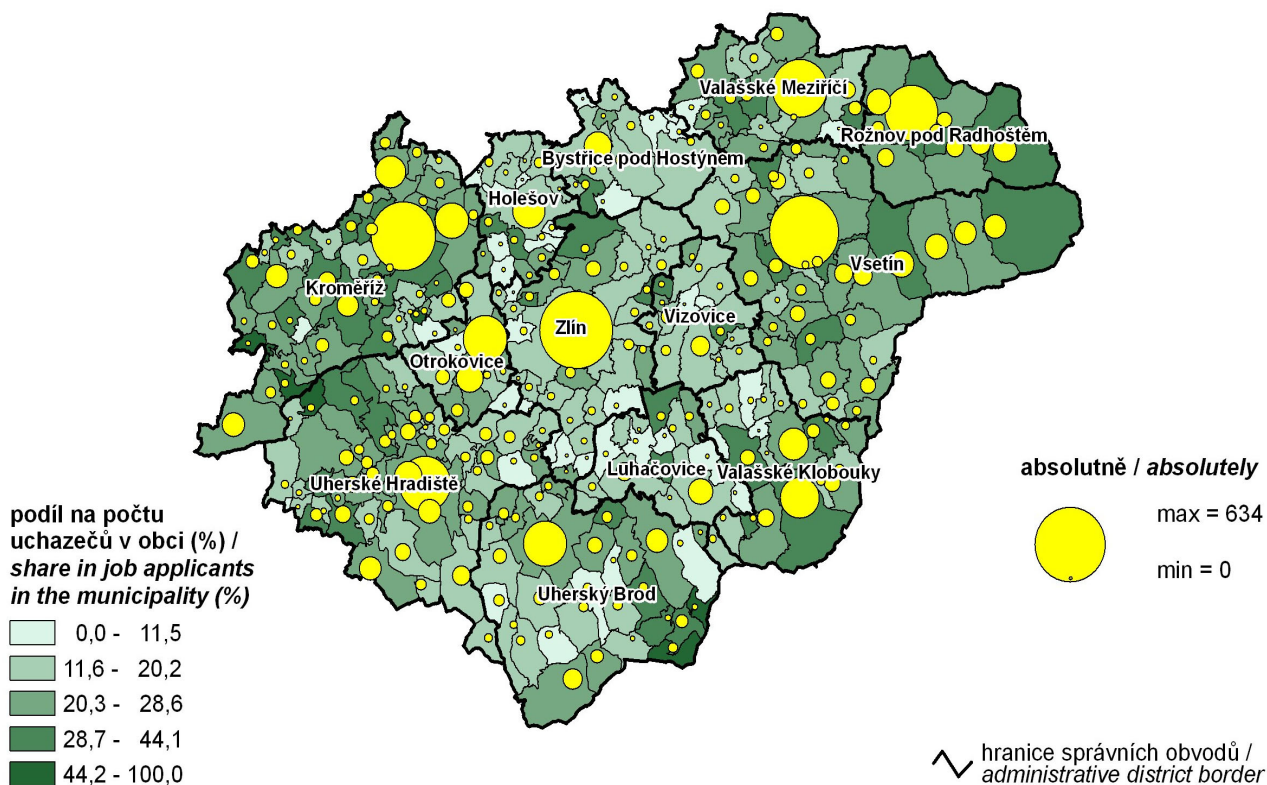 Valašské Meziříčí
Rožnov pod Radhoštěm
Bystřice pod Hostýnem
Holešov
Vsetín
Kroměříž
Zlín
Vizovice
Otrokovice
Luhačovice
Valašské Klobouky
Uherské Hradiště
Uherský Brod
podíl na počtu
uchazečů v obci (%) /
share in job applicants
in the municipality (%)
0,0 - 11,5
11,6 - 20,2
20,3 - 28,6
28,7 - 44,1
44,2 - 100,0
absolutně / absolutely
max = 634
min = 0
hranice správních obvodů /
administrative district border